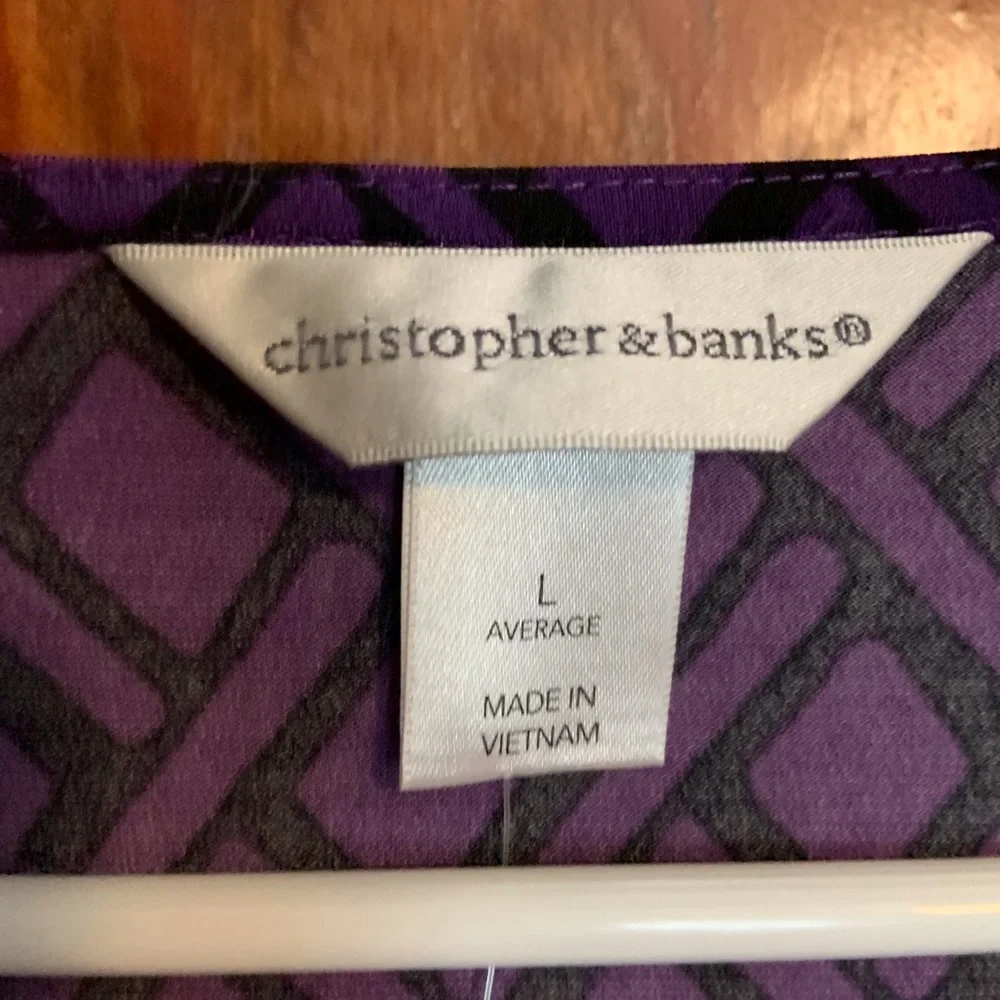 christopher & banks®
L
AVERAGE
MADE IN
VIETNAM